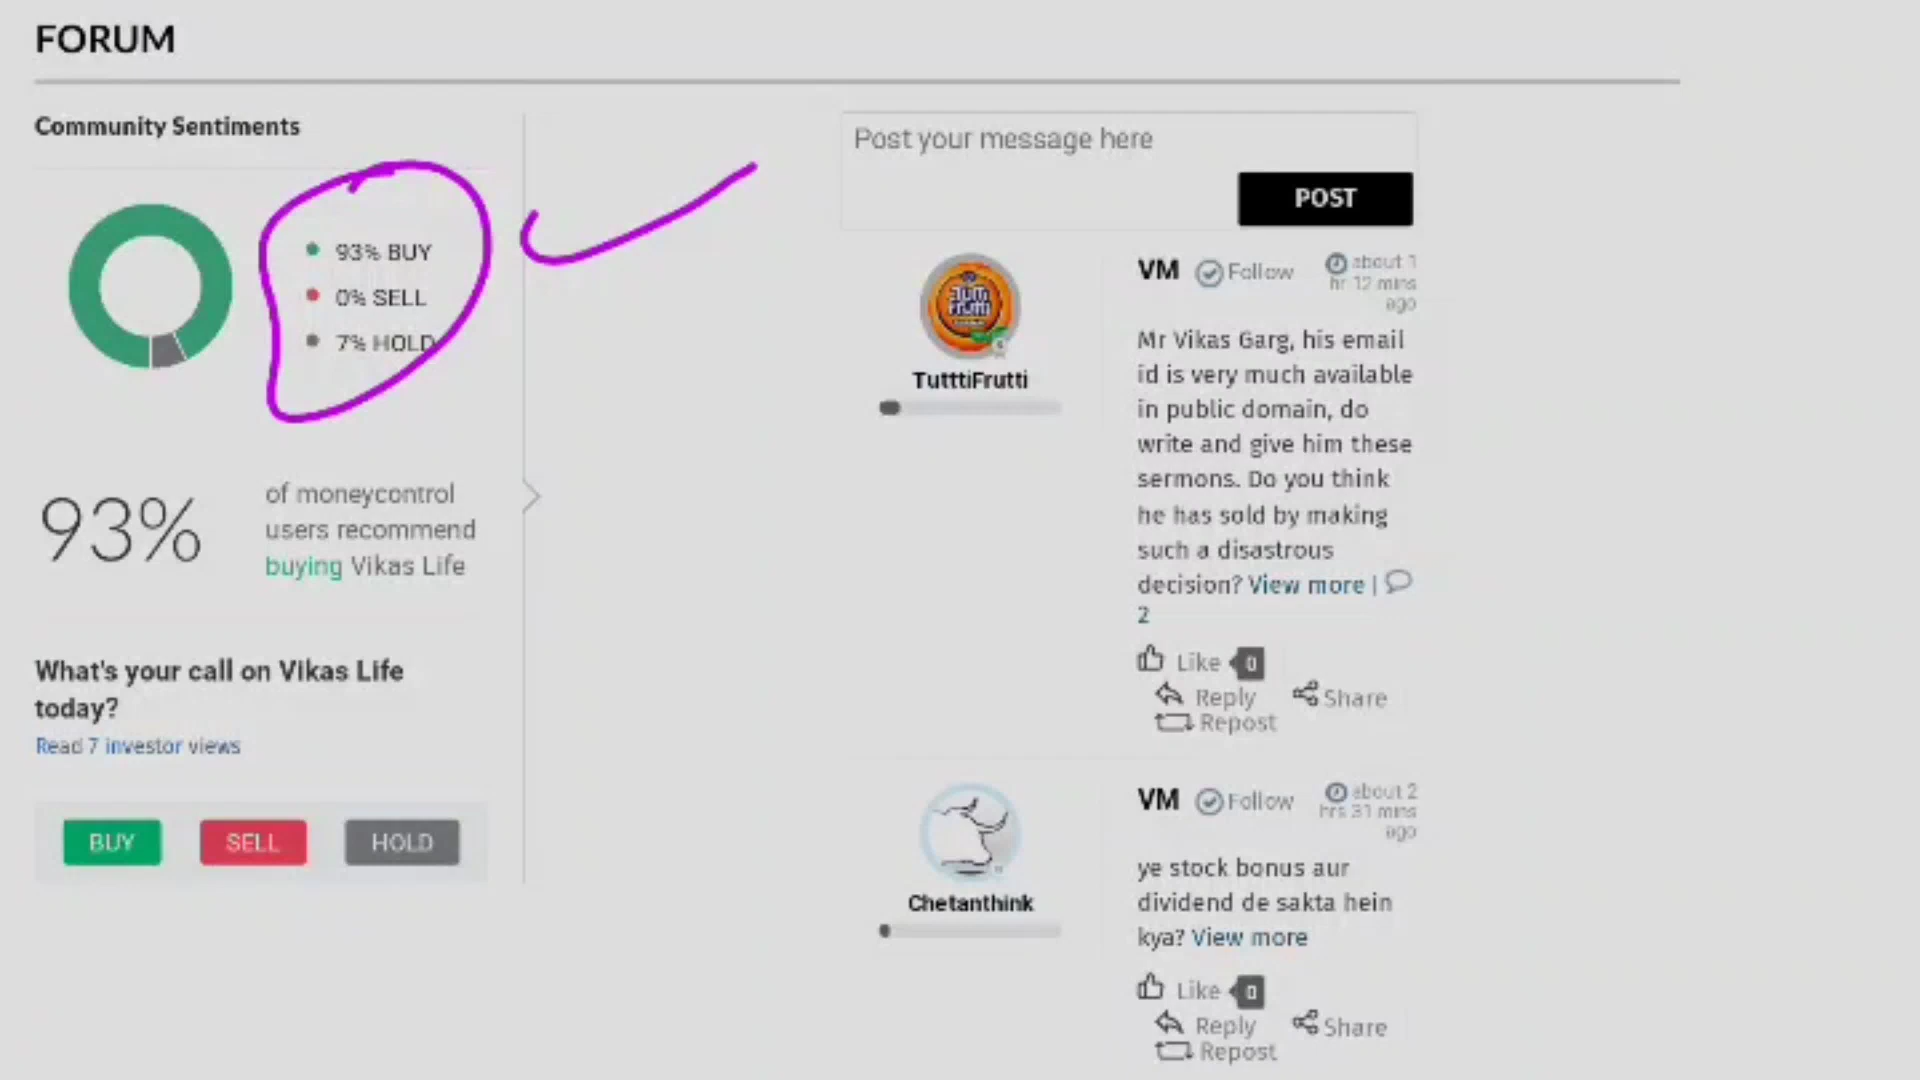 FORUM
Community Sentiments
93% BUY
0% SELL
7% HOLD
93%
of moneycontrol
users recommend
buying Vikas Life
What's your call on Vikas Life
today?
Read 7 investor views
BUY SELL HOLD
Post your message here
POST
TutttiFrutti
VM Follow about 1
hr 12 mins
ago
Mr Vikas Garg, his email
id is very much available
in public domain, do
write and give him these
sermons. Do you think
he has sold by making
such a disastrous
decision? View more |
2
Like 0
Reply Share
Repost
Chetanthink
VM Follow about 2
hrs 31 mins
ago
ye stock bonus aur
dividend de sakta hein
kya? View more
Like 0
Reply Share
Repost